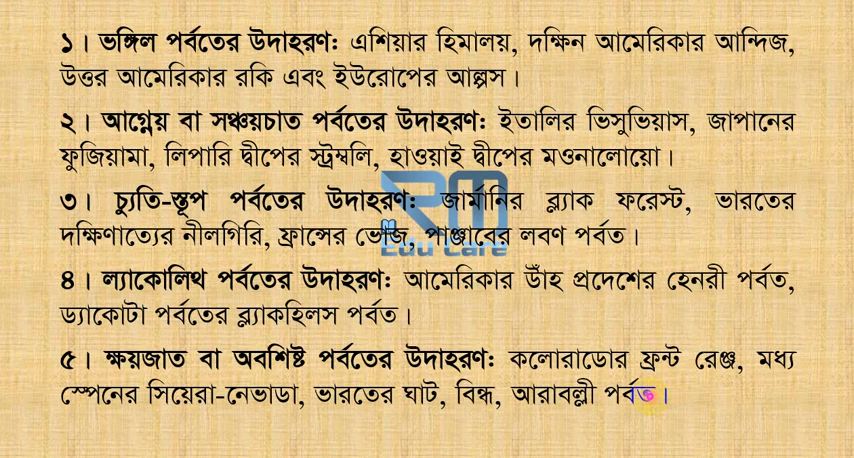 ১। ভঙ্গিল পর্বতের উদাহরণ: এশিয়ার হিমালয়, দক্ষিন আমেরিকার আন্দিজ,
উত্তর আমেরিকার রকি এবং ইউরোপের আল্পস।
২। আগ্নেয় বা সঞ্চয়চাত পর্বতের উদাহরণ: ইতালির ভিসুভিয়াস, জাপানের
ফুজিয়ামা, লিপারি দ্বীপের স্ট্রম্বলি, হাওয়াই দ্বীপের মওনালোয়ো।
৩। চ্যুতি-স্তূপ পর্বতের উদাহরণ: জার্মানির ব্ল্যাক ফরেস্ট, ভারতের
দক্ষিণাত্যের নীলগিরি, ফ্রান্সের ভোঁজ, পাঞ্জাবের লবণ পর্বত।
RM
Edu Care
৪। ল্যাকোলিথ পর্বতের উদাহরণ: আমেরিকার উাঁহ প্রদেশের হেনরী পর্বত,
ড্যাকোটা পর্বতের ব্ল্যাকহিলস পর্বত।
৫। ক্ষয়জাত বা অবশিষ্ট পর্বতের উদাহরণ: কলোরাডোর ফ্রন্ট রেঞ্জ, মধ্য
স্পেনের সিয়েরা-নেভাডা, ভারতের ঘাট, বিন্ধ, আরাবল্লী পর্বত।